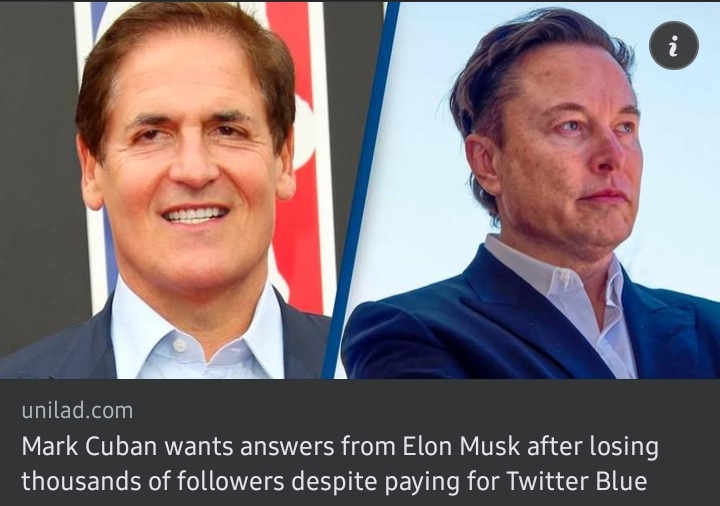 unilad.com
Mark Cuban wants answers from Elon Musk after losing
thousands of followers despite paying for Twitter Blue